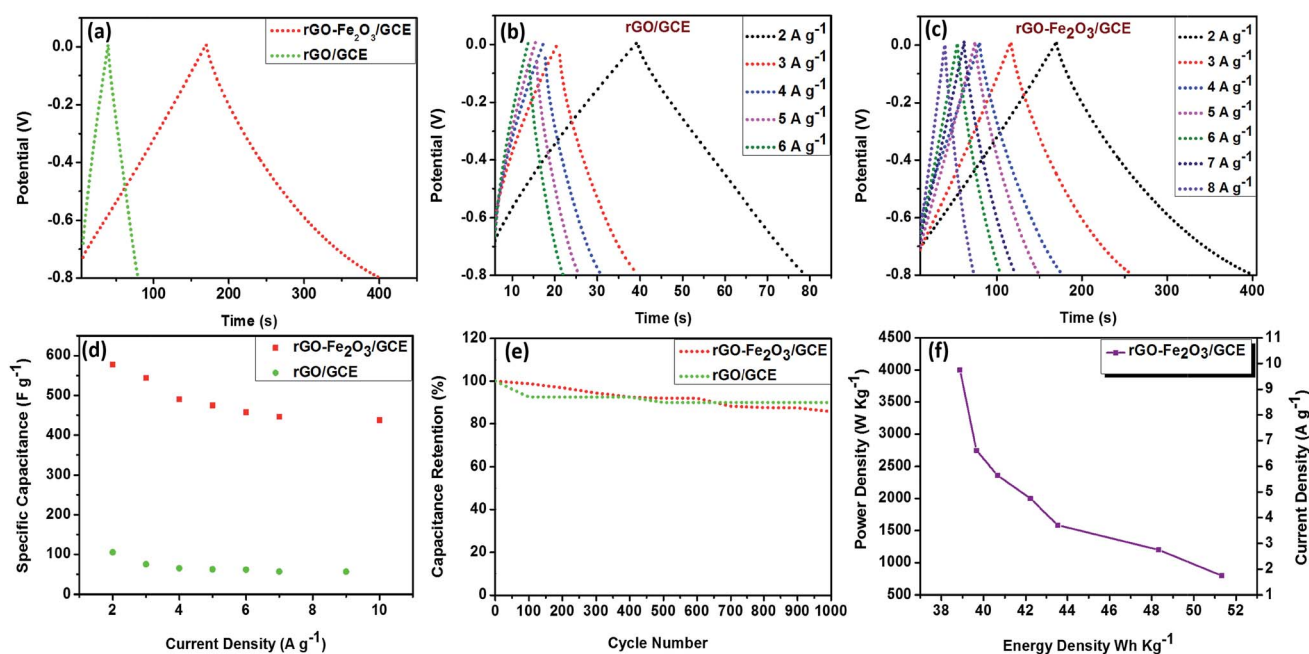 (a)
rGO-Fe₂O₃/GCE
rGO/GCE
0.0
-0.2
-0.4
-0.6
-0.8
Potential (V)
100 200 300 400
Time (s)
(b)
rGO/GCE
2 A g⁻¹
3 A g⁻¹
4 A g⁻¹
5 A g⁻¹
6 A g⁻¹
0.0
-0.2
-0.4
-0.6
-0.8
Potential (V)
10 20 30 40 50 60 70 80
Time (s)
(c)
rGO-Fe₂O₃/GCE
2 A g⁻¹
3 A g⁻¹
4 A g⁻¹
5 A g⁻¹
6 A g⁻¹
7 A g⁻¹
8 A g⁻¹
0.0
-0.2
-0.4
-0.6
-0.8
Potential (V)
100 200 300 400
Time (s)
(d)
rGO-Fe₂O₃/GCE
rGO/GCE
600
500
400
300
200
100
0
Specific Capacitance (F g⁻¹)
2 4 6 8 10
Current Density (A g⁻¹)
(e)
rGO-Fe₂O₃/GCE
rGO/GCE
120
100
80
60
40
20
0
Capacitance Retention (%)
0 100 200 300 400 500 600 700 800 900 1000
Cycle Number
(f)
rGO-Fe₂O₃/GCE
4500
4000
3500
3000
2500
2000
1500
1000
500
Power Density (W Kg⁻¹)
11
10
9
8
7
6
5
4
3
2
1
Current Density (A g⁻¹)
38 40 42 44 46 48 50 52
Energy Density Wh Kg⁻¹